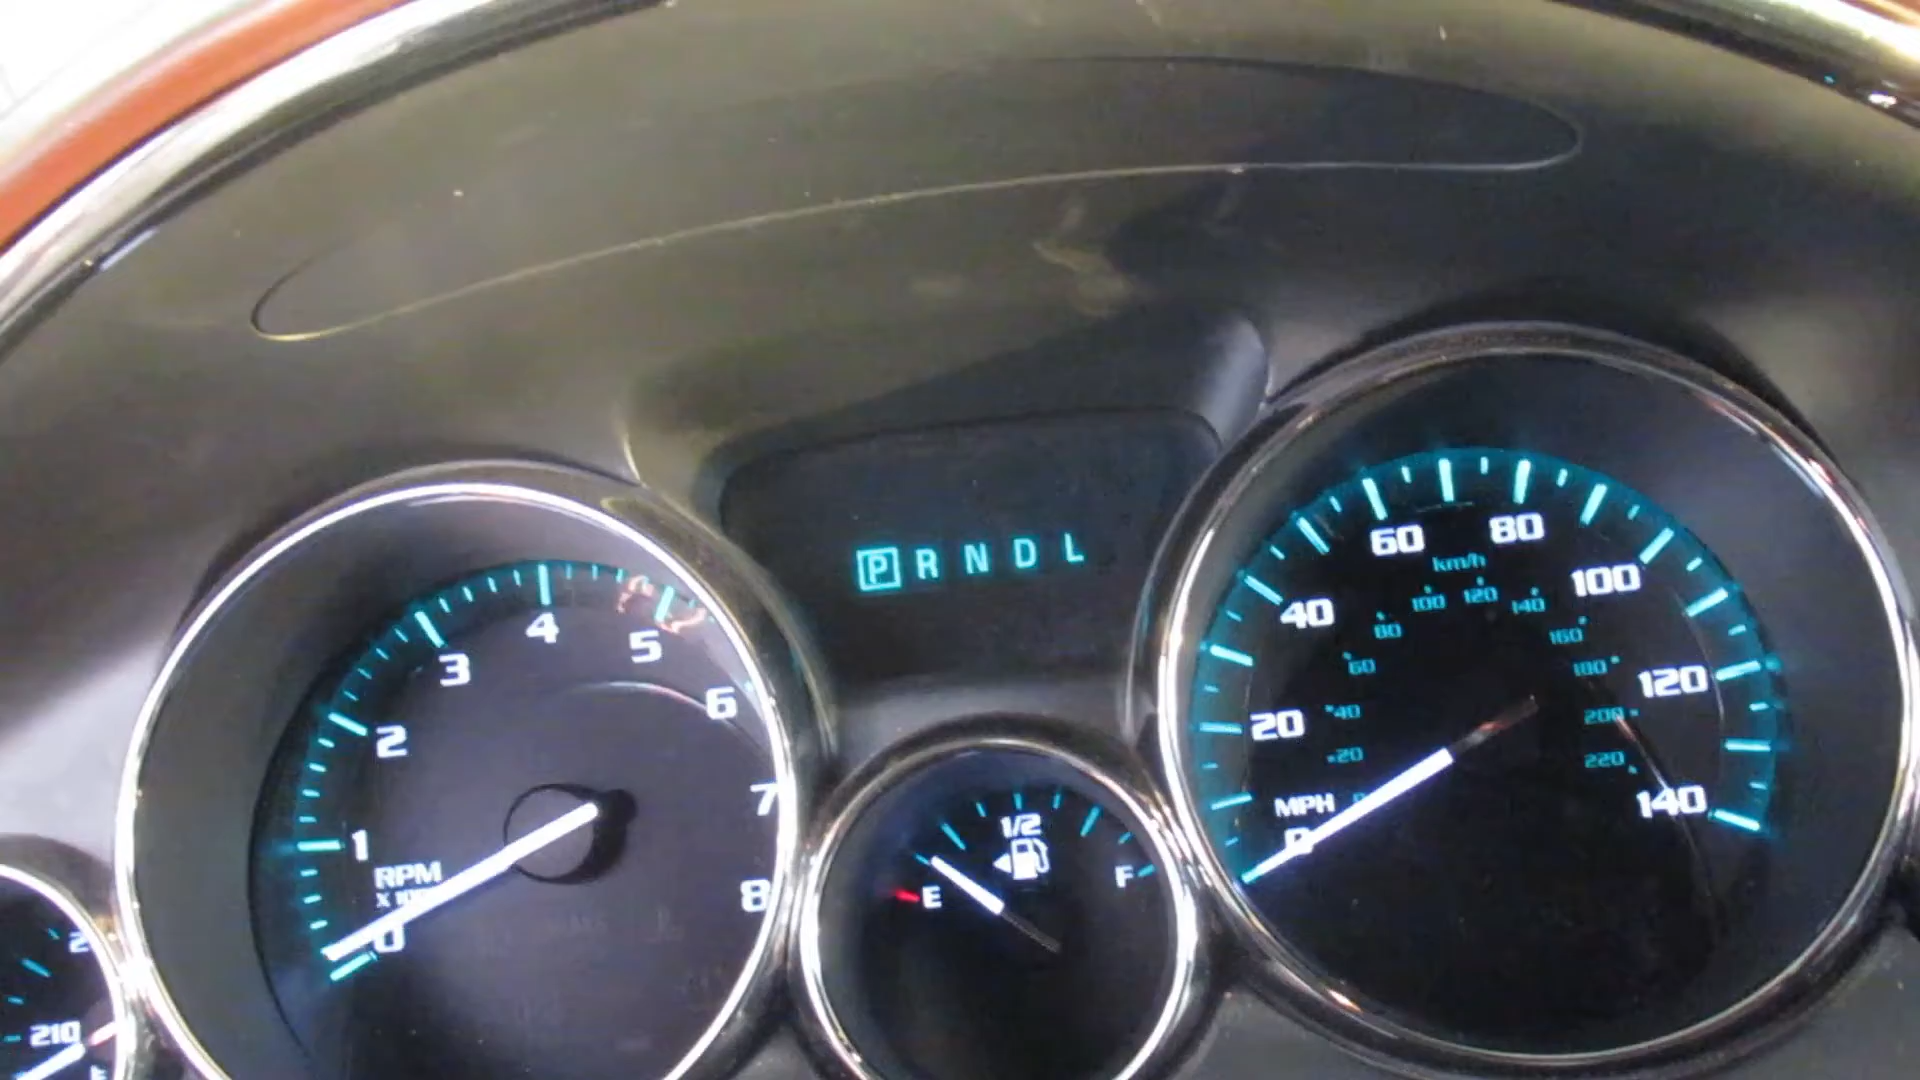 P R N D L
0 1 2 3 4 5 6 7 8
RPM
1/2
E F
0 20 40 60 80 100 120 140
MPH
km/h
20 40 60 80 100 120 140 160 180 200 220
210